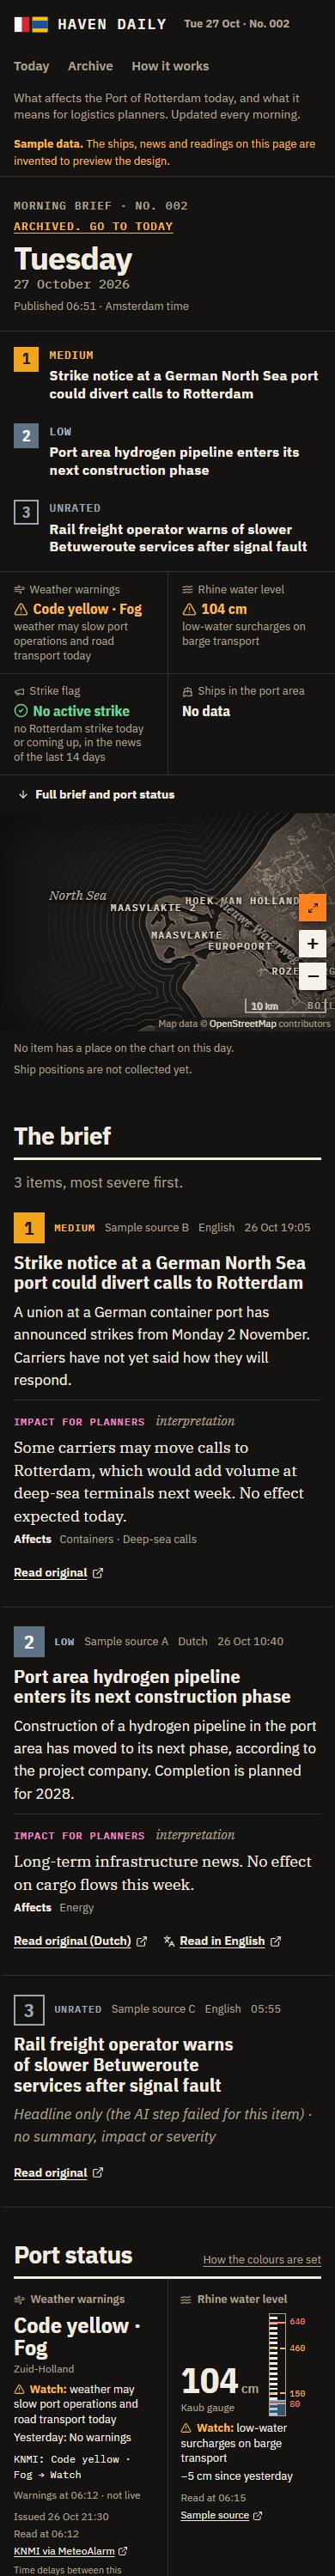 HAVEN DAILY Tue 27 Oct · No. 002
Today Archive How it works
What affects the Port of Rotterdam today, and what it
means for logistics planners. Updated every morning.
Sample data. The ships, news and readings on this page are
invented to preview the design.
MORNING BRIEF · NO. 002
ARCHIVED. GO TO TODAY
Tuesday
27 October 2026
Published 06:51 · Amsterdam time
1 MEDIUM
Strike notice at a German North Sea port
could divert calls to Rotterdam
2 LOW
Port area hydrogen pipeline enters its
next construction phase
3 UNRATED
Rail freight operator warns of slower
Betuweroute services after signal fault
Weather warnings
Code yellow · Fog
weather may slow port
operations and road
transport today
Rhine water level
104 cm
low-water surcharges on
barge transport
Strike flag
No active strike
no Rotterdam strike today
or coming up, in the news
of the last 14 days
Ships in the port area
No data
Full brief and port status
North Sea
HOEK VAN HOLLAND
MAASVLAKTE 2
Nieuwe Waterweg
MAASVLAKTE
EUROPOORT
+
−
10 km
Map data © OpenStreetMap contributors
No item has a place on the chart on this day.
Ship positions are not collected yet.
The brief
3 items, most severe first.
1 MEDIUM Sample source B English 26 Oct 19:05
Strike notice at a German North Sea
port could divert calls to Rotterdam
A union at a German container port has
announced strikes from Monday 2 November.
Carriers have not yet said how they will
respond.
IMPACT FOR PLANNERS interpretation
Some carriers may move calls to
Rotterdam, which would add volume at
deep-sea terminals next week. No effect
expected today.
Affects Containers · Deep-sea calls
Read original
2 LOW Sample source A Dutch 26 Oct 10:40
Port area hydrogen pipeline
enters its next construction phase
Construction of a hydrogen pipeline in the port
area has moved to its next phase, according to
the project company. Completion is planned
for 2028.
IMPACT FOR PLANNERS interpretation
Long-term infrastructure news. No effect
on cargo flows this week.
Affects Energy
Read original (Dutch) Read in English
3 UNRATED Sample source C English 05:55
Rail freight operator warns
of slower Betuweroute
services after signal fault
Headline only (the AI step failed for this item) ·
no summary, impact or severity
Read original
Port status How the colours are set
Weather warnings
Code yellow ·
Fog
Zuid-Holland
Watch: weather may
slow port operations and
road transport today
Yesterday: No warnings
KNMI: Code yellow ·
Fog → Watch
Warnings at 06:12 · not live
Issued 26 Oct 21:30
Read at 06:12
KNMI via MeteoAlarm
Time delays between this
Rhine water level
640
460
150
80
104 cm
Kaub gauge
Watch: low-water
surcharges on barge
transport
−5 cm since yesterday
Read at 06:15
Sample source